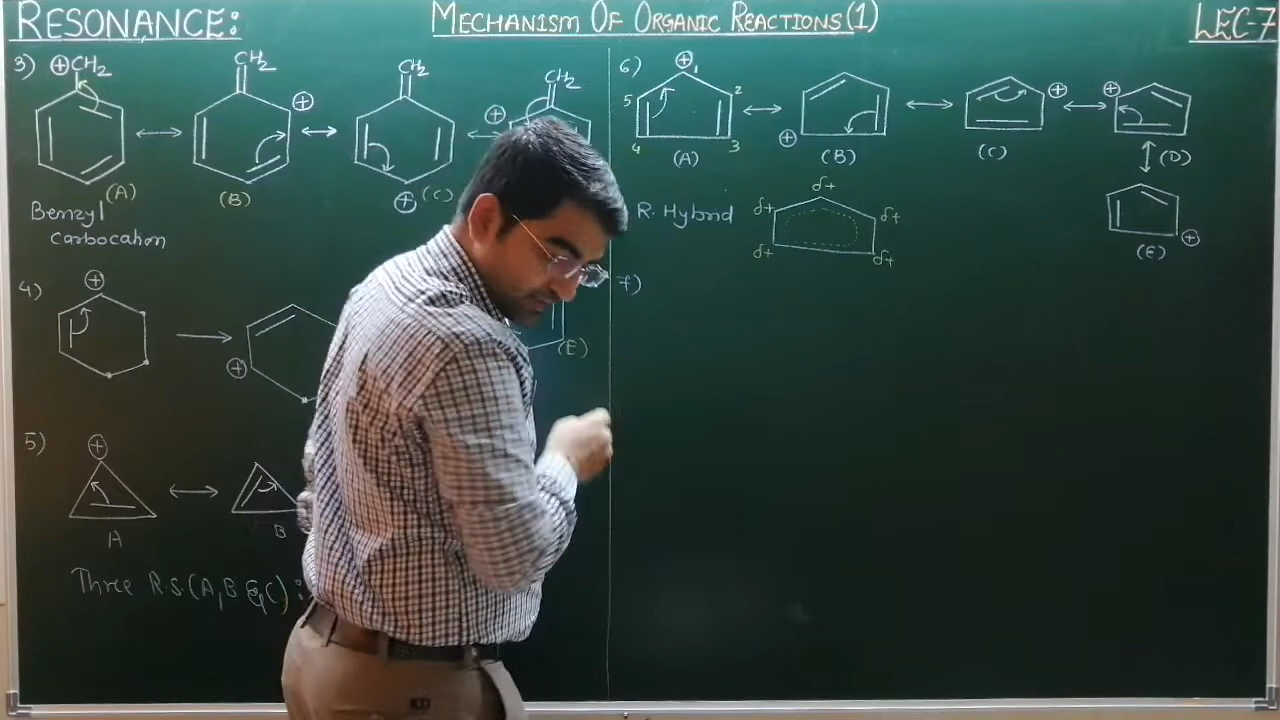 RESONANCE:
MECHANISM OF ORGANIC REACTIONS (1)
LEC-7
3) ⊕CH₂
CH₂
⊕
CH₂
⊕
CH₂
⊕
(A)
(B)
(C)
Benzyl
carbocation
4) ⊕
⊕
(E)
5) ⊕
A
B
Three R.S.(A, B & C):
6) ⊕ 1
2
3
4
5
(A)
⊕
(B)
⊕
(C)
⊕
(D)
⊕
(E)
R. Hybrid
δ+
δ+
δ+
δ+
δ+
7)